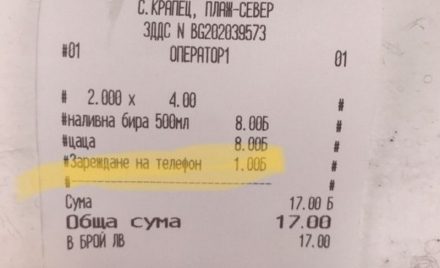 С.КРАПЕЦ, ПЛАЖ-СЕВЕР
ЗДДС N BG202039573
#01 ОПЕРАТОР1 01
# 2.000 x 4.00 #
#наливна бира 500мл 8.00Б #
#цаца 8.00Б #
#Зареждане на телефон 1.00Б #
#------------------------------ #
Сума 17.00 Б
Обща сума 17.00
В БРОЙ ЛВ 17.00